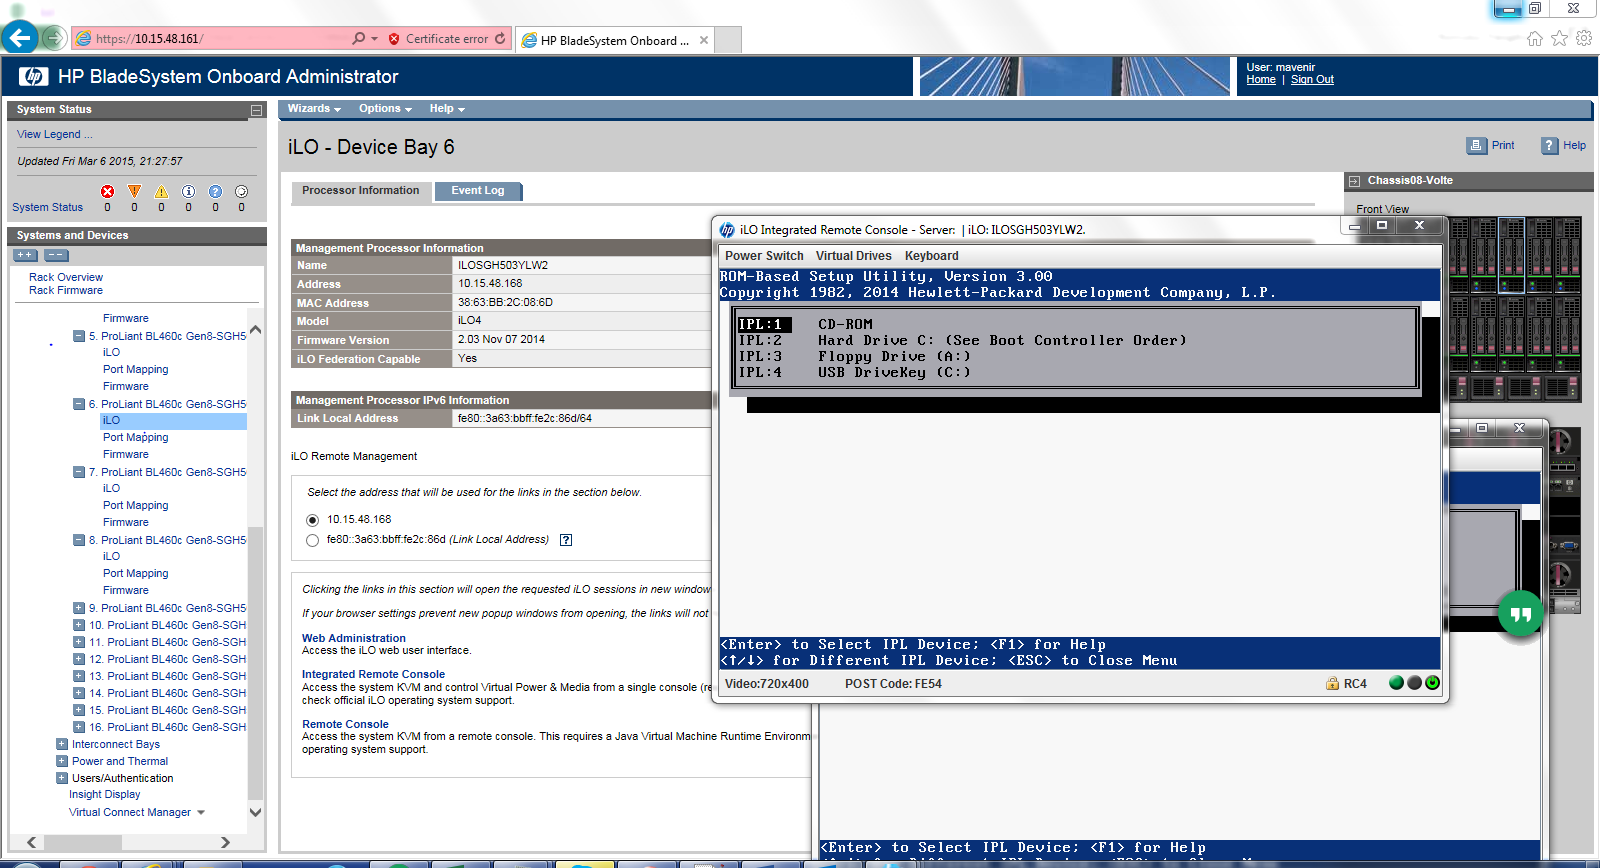 https://10.15.48.161/
Certificate error
HP BladeSystem Onboard ...
hp
HP BladeSystem Onboard Administrator
User: mavenir
Home | Sign Out
System Status
View Legend ...
Updated Fri Mar 6 2015, 21:27:57
System Status 0 0 0 0 0 0
Systems and Devices
Rack Overview
Rack Firmware
Firmware
5. ProLiant BL460c Gen8-SGH5
iLO
Port Mapping
Firmware
6. ProLiant BL460c Gen8-SGH5
iLO
Port Mapping
Firmware
7. ProLiant BL460c Gen8-SGH5
iLO
Port Mapping
Firmware
8. ProLiant BL460c Gen8-SGH5
iLO
Port Mapping
Firmware
9. ProLiant BL460c Gen8-SGH5
10. ProLiant BL460c Gen8-SGH
11. ProLiant BL460c Gen8-SGH
12. ProLiant BL460c Gen8-SGH
13. ProLiant BL460c Gen8-SGH
14. ProLiant BL460c Gen8-SGH
15. ProLiant BL460c Gen8-SGH
16. ProLiant BL460c Gen8-SGH
Interconnect Bays
Power and Thermal
Users/Authentication
Insight Display
Virtual Connect Manager
Wizards Options Help
iLO - Device Bay 6
Print
Help
Processor Information
Event Log
Management Processor Information
Name ILOSGH503YLW2
Address 10.15.48.168
MAC Address 38:63:BB:2C:08:6D
Model iLO4
Firmware Version 2.03 Nov 07 2014
iLO Federation Capable Yes
Management Processor IPv6 Information
Link Local Address fe80::3a63:bbff:fe2c:86d/64
iLO Remote Management
Select the address that will be used for the links in the section below.
10.15.48.168
fe80::3a63:bbff:fe2c:86d (Link Local Address) ?
Clicking the links in this section will open the requested iLO sessions in new window
If your browser settings prevent new popup windows from opening, the links will not
Web Administration
Access the iLO web user interface.
Integrated Remote Console
Access the system KVM and control Virtual Power & Media from a single console (re
check official iLO operating system support.
Remote Console
Access the system KVM from a remote console. This requires a Java Virtual Machine Runtime Environm
operating system support.
Chassis08-Volte
Front View
iLO Integrated Remote Console - Server: | iLO: ILOSGH503YLW2.
Power Switch Virtual Drives Keyboard
ROM-Based Setup Utility, Version 3.00
Copyright 1982, 2014 Hewlett-Packard Development Company, L.P.
IPL:1 CD-ROM
IPL:2 Hard Drive C: (See Boot Controller Order)
IPL:3 Floppy Drive (A:)
IPL:4 USB DriveKey (C:)
<Enter> to Select IPL Device; <F1> for Help
<↑/↓> for Different IPL Device; <ESC> to Close Menu
Video:720x400 POST Code: FE54
RC4
<Enter> to Select IPL Device; <F1> for Help